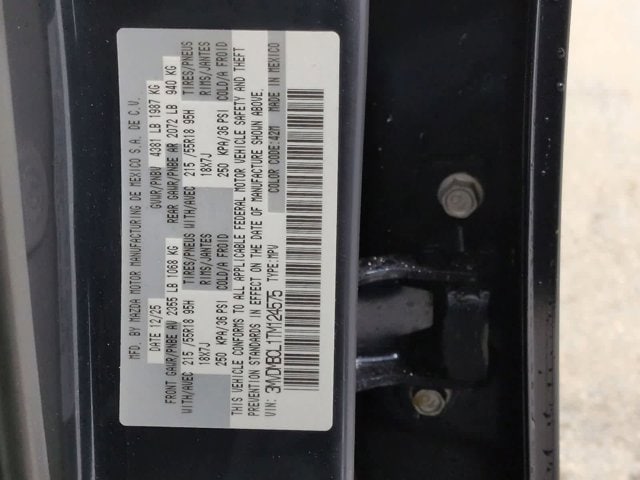 MFD. BY MAZDA MOTOR MANUFACTURING DE MEXICO S.A. DE C.V.
DATE 12/25 GVWR/PNBV 4381 LB 1987 KG
FRONT GAWR/PNBE AV 2355 LB 1068 KG REAR GAWR/PNBE AR 2072 LB 940 KG
WITH/AVEC 215 /55R18 95H TIRES/PNEUS WITH/AVEC 215 /55R18 95H TIRES/PNEUS
18X7J RIMS/JANTES 18X7J RIMS/JANTES
250 KPA/36 PSI COLD/A FROID 250 KPA/36 PSI COLD/A FROID
THIS VEHICLE CONFORMS TO ALL APPLICABLE FEDERAL MOTOR VEHICLE SAFETY AND THEFT
PREVENTION STANDARDS IN EFFECT ON THE DATE OF MANUFACTURE SHOWN ABOVE.
COLOR CODE:42M MADE IN MEXICO
VIN: 3MVDMBCL1TM124575 TYPE:MPV